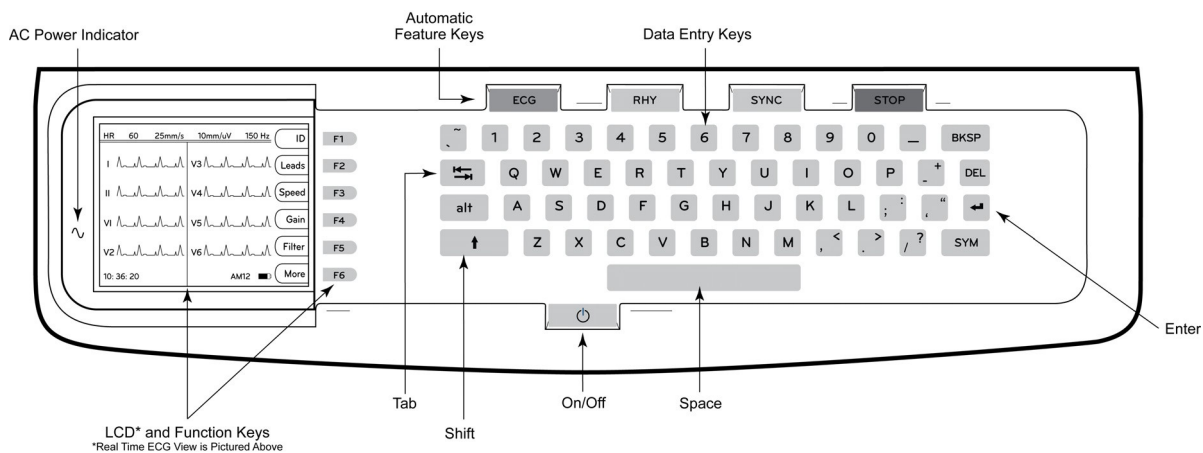 AC Power Indicator
Automatic
Feature Keys
Data Entry Keys
ECG RHY SYNC STOP
HR 60 25mm/s 10mm/uV 150 Hz ID F1
I V3 Leads F2
II V4 Speed F3
VI V5 Gain F4
V2 V6 Filter F5
10: 36: 20 AM12 More F6
~ ` 1 2 3 4 5 6 7 8 9 0 _ BKSP
Q W E R T Y U I O P - + DEL
alt A S D F G H J K L ; : ‘ “
Z X C V B N M , < . > / ? SYM
Enter
Tab
Shift
On/Off
Space
LCD* and Function Keys
*Real Time ECG View is Pictured Above